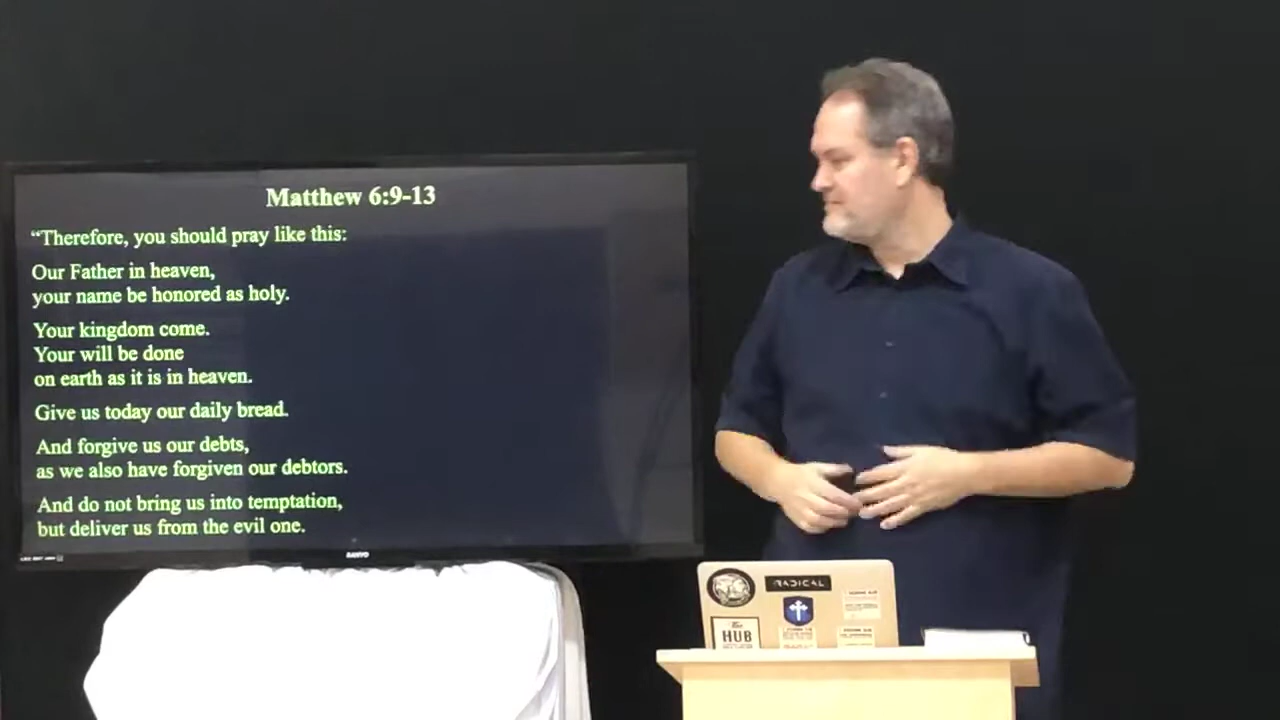 Matthew 6:9-13
“Therefore, you should pray like this:
Our Father in heaven,
your name be honored as holy.
Your kingdom come.
Your will be done
on earth as it is in heaven.
Give us today our daily bread.
And forgive us our debts,
as we also have forgiven our debtors.
And do not bring us into temptation,
but deliver us from the evil one.
SANYO
RADICAL
The
HUB